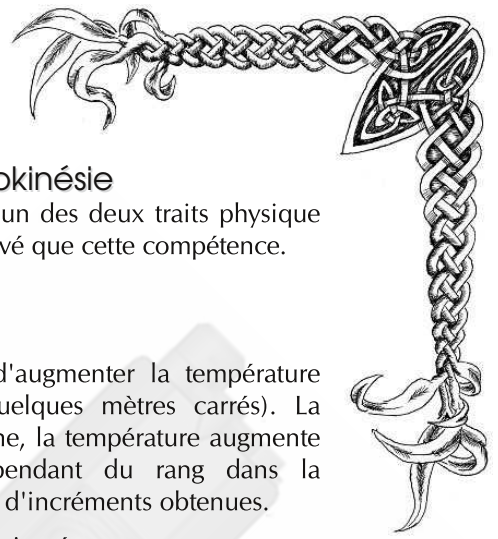 okinésie
un des deux traits physique
vé que cette compétence.
d'augmenter la température
uelques mètres carrés). La
ne, la température augmente
pendant du rang dans la
d'incréments obtenues.